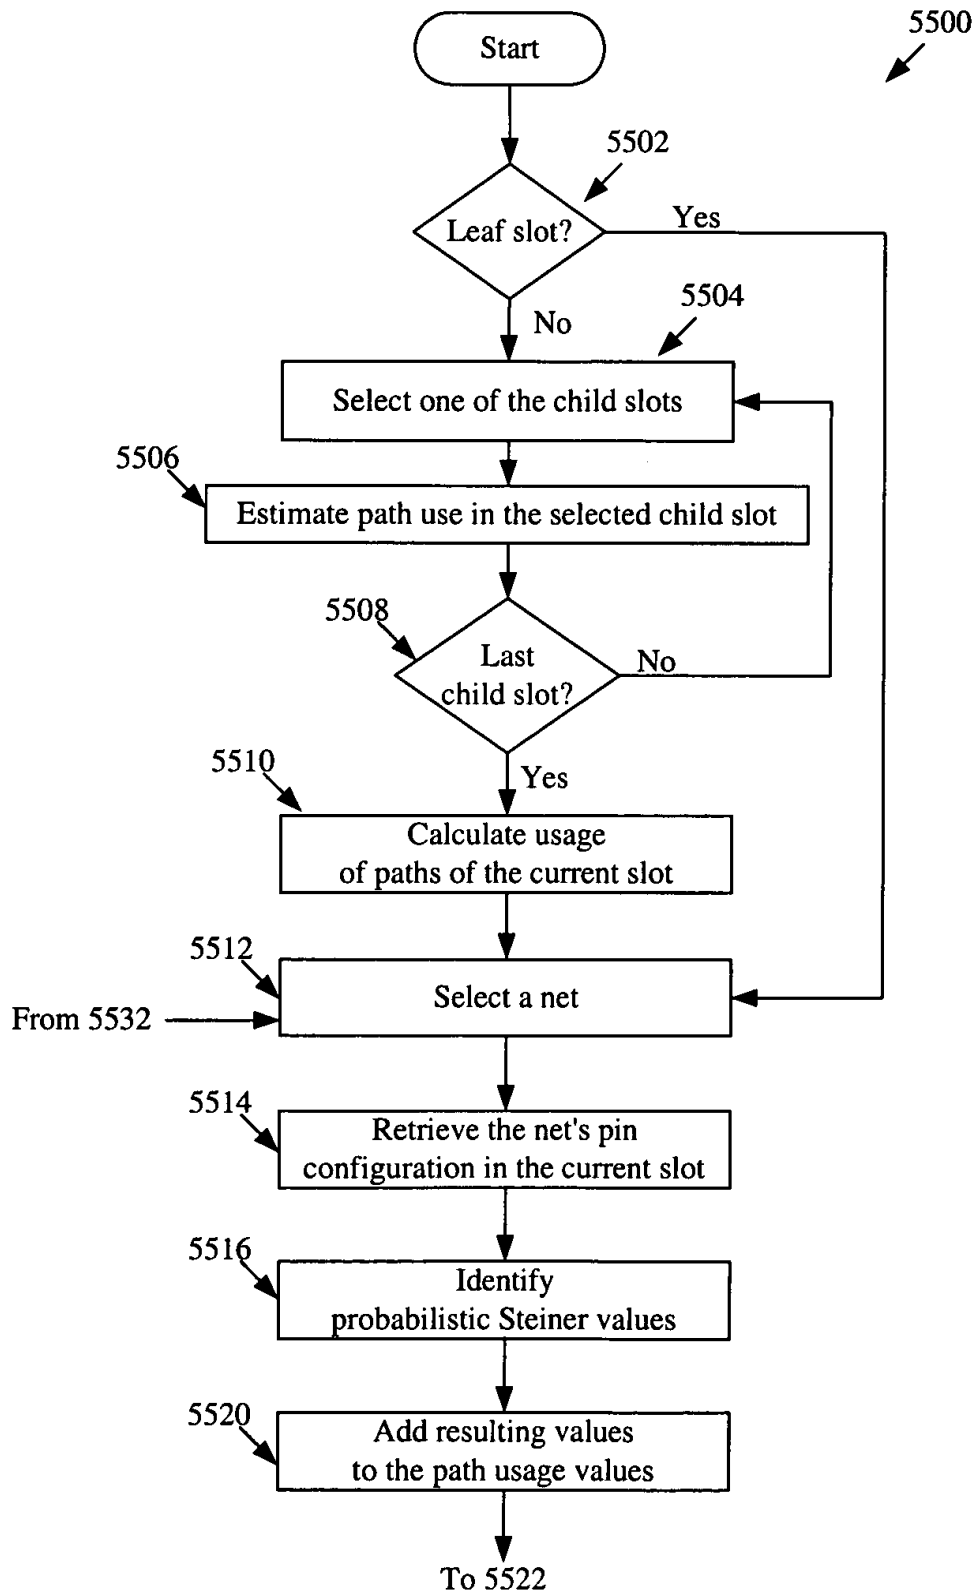 5500
Start
5502
Leaf slot?
Yes
No
5504
Select one of the child slots
5506
Estimate path use in the selected child slot
5508
Last
child slot?
No
Yes
5510
Calculate usage
of paths of the current slot
5512
Select a net
From 5532
5514
Retrieve the net's pin
configuration in the current slot
5516
Identify
probabilistic Steiner values
5520
Add resulting values
to the path usage values
To 5522